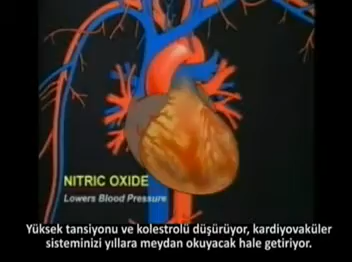 NITRIC OXIDE
Lowers Blood Pressure
Yüksek tansiyonu ve kolestrolü düşürüyor, kardiyovaküler
sisteminizi yıllara meydan okuyacak hale getiriyor.